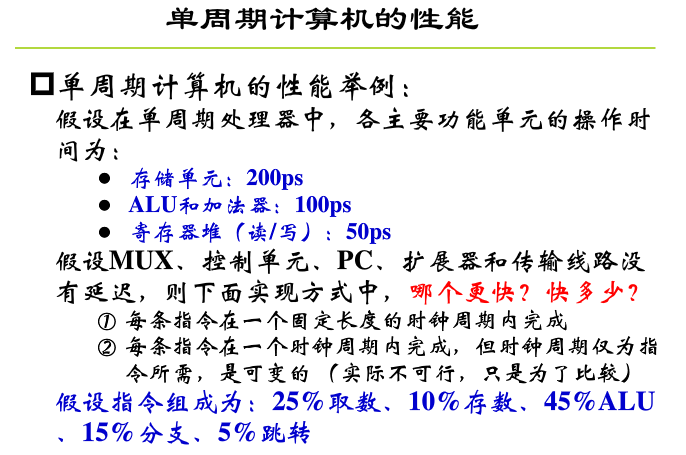 单周期计算机的性能
单周期计算机的性能举例：
假设在单周期处理器中，各主要功能单元的操作时
间为：
● 存储单元：200ps
● ALU和加法器：100ps
● 寄存器堆（读/写）：50ps
假设MUX、控制单元、PC、扩展器和传输线路没
有延迟，则下面实现方式中，哪个更快？快多少？
① 每条指令在一个固定长度的时钟周期内完成
② 每条指令在一个时钟周期内完成，但时钟周期仅为指
令所需，是可变的（实际不可行，只是为了比较）
假设指令组成为：25%取数、10%存数、45%ALU
、15%分支、5%跳转